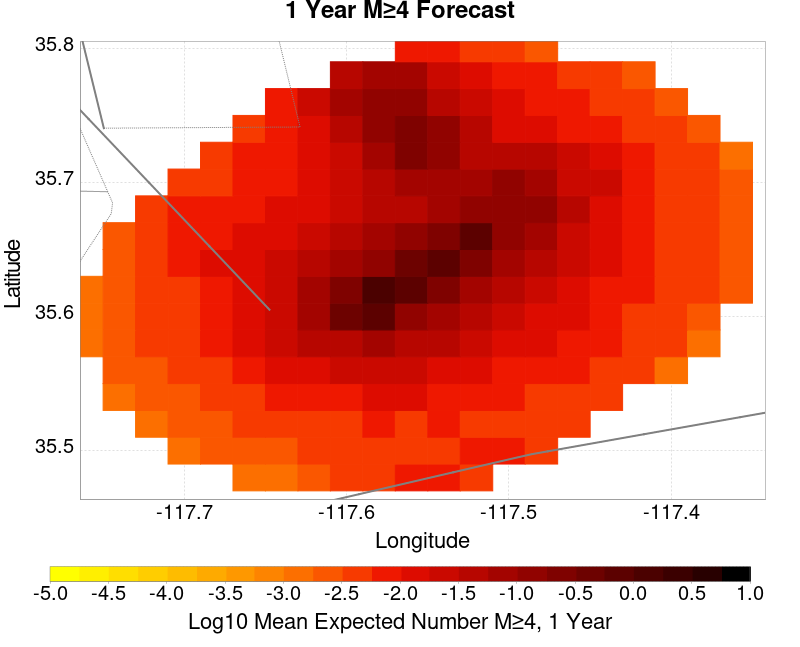 1 Year M≥4 Forecast
35.8
35.7
35.6
35.5
Latitude
-117.7 -117.6 -117.5 -117.4
Longitude
-5.0 -4.5 -4.0 -3.5 -3.0 -2.5 -2.0 -1.5 -1.0 -0.5 0.0 0.5 1.0
Log10 Mean Expected Number M≥4, 1 Year